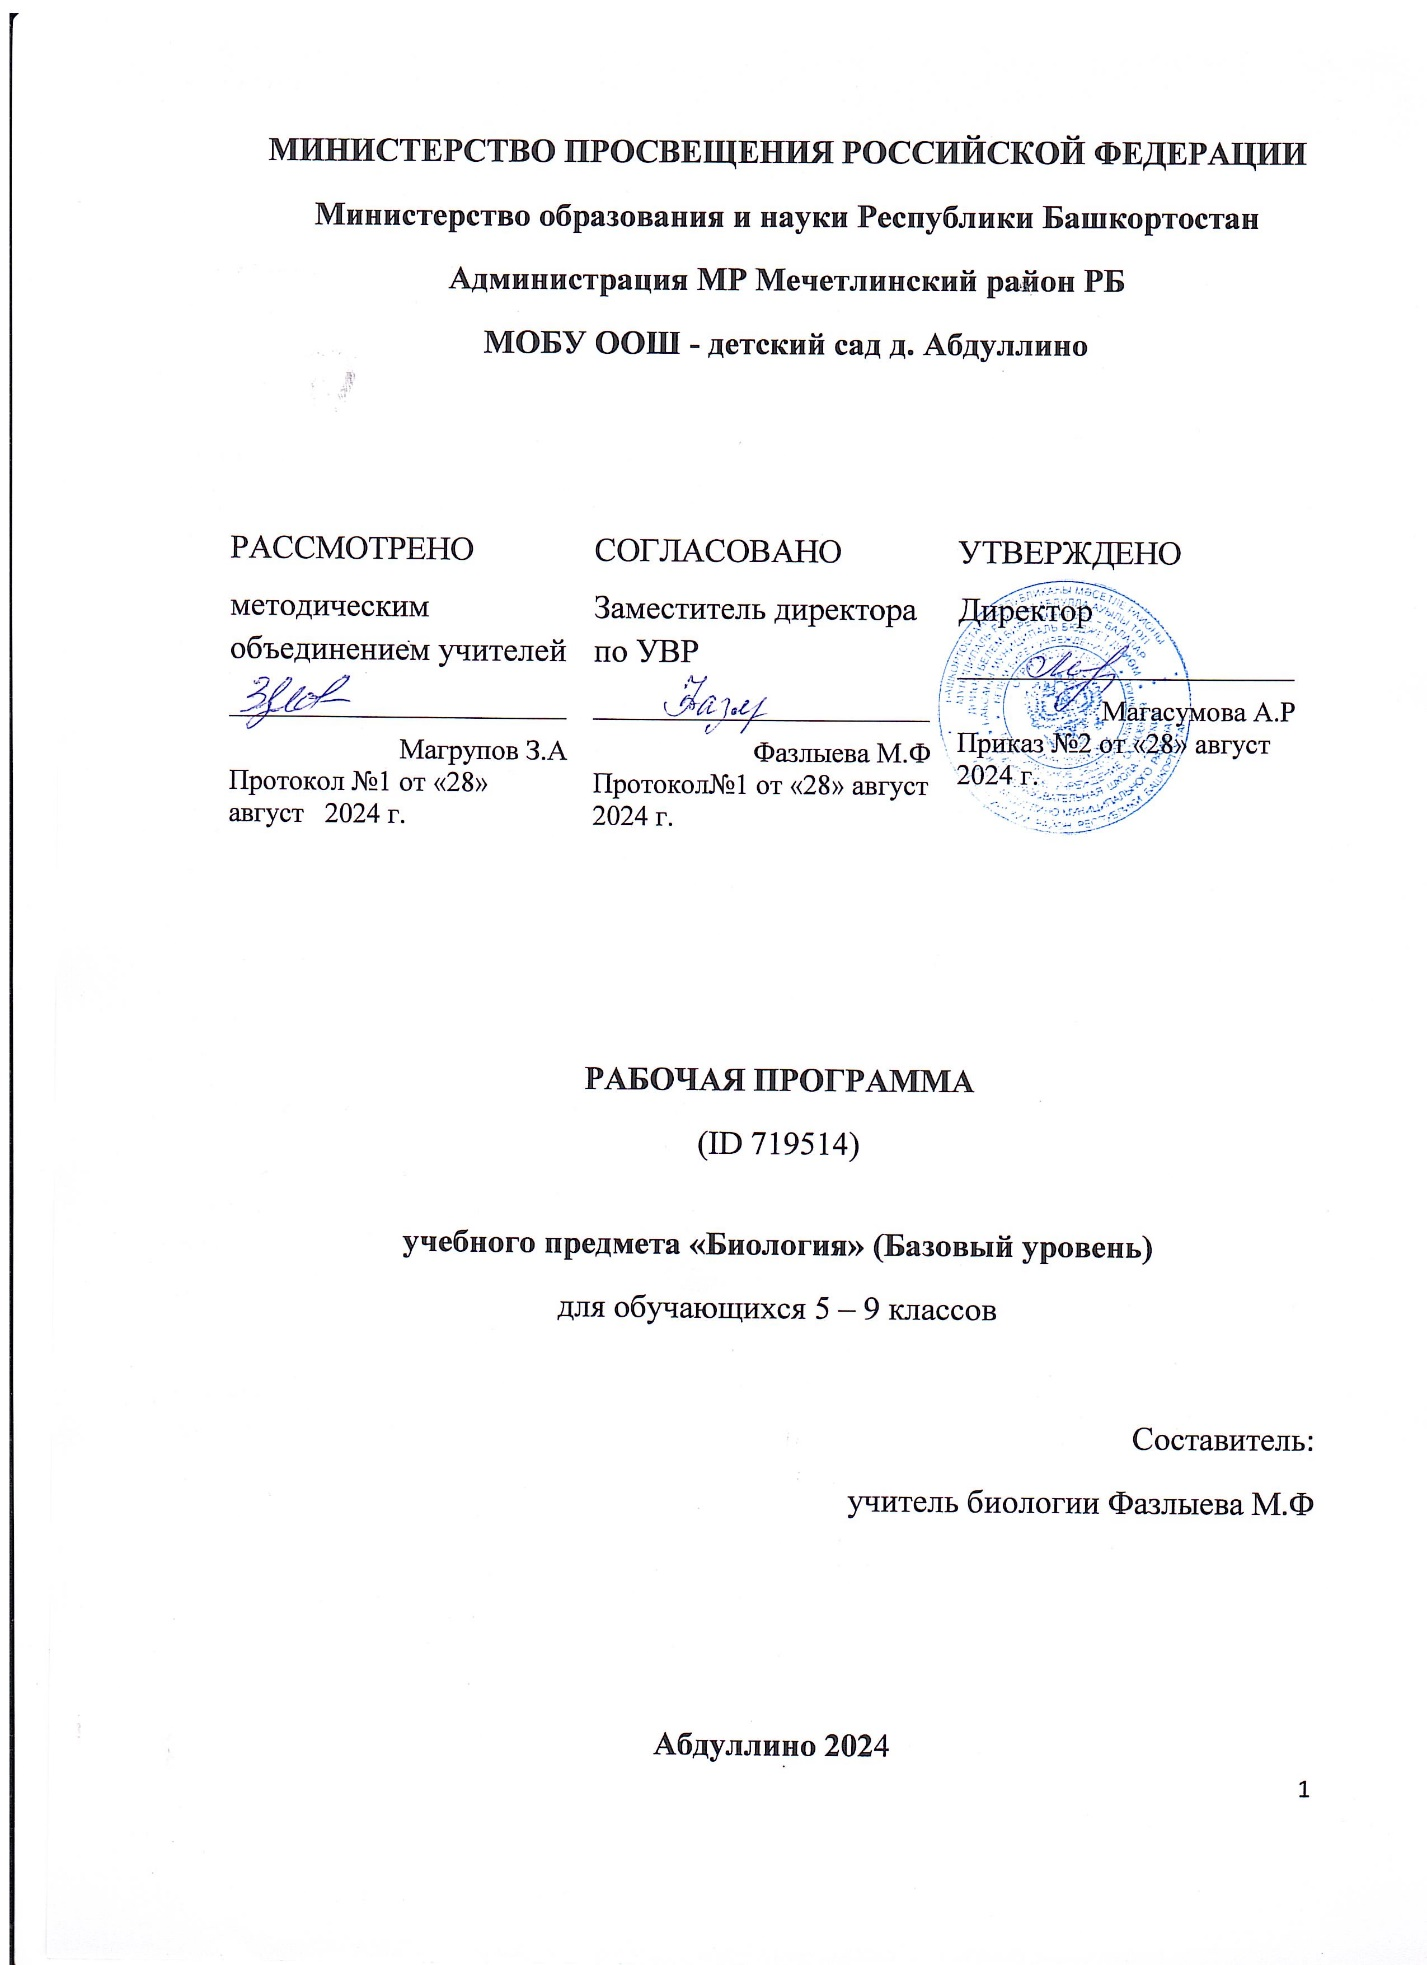 МИНИСТЕРСТВО ПРОСВЕЩЕНИЯ РОССИЙСКОЙ ФЕДЕРАЦИИ
Министерство образования и науки Республики Башкортостан
Администрация МР Мечетлинский район РБ
МОБУ ООШ - детский сад д. Абдуллино
РАССМОТРЕНО
методическим
объединением учителей
Магрупов З.А
Протокол №1 от «28»
август 2024 г.
СОГЛАСОВАНО
Заместитель директора
по УВР
Фазлыева М.Ф
Протокол№1 от «28» август
2024 г.
УТВЕРЖДЕНО
Директор
Магасумова А.Р
Приказ №2 от «28» август
2024 г.
РАБОЧАЯ ПРОГРАММА
(ID 719514)
учебного предмета «Биология» (Базовый уровень)
для обучающихся 5 – 9 классов
Составитель:
учитель биологии Фазлыева М.Ф
Абдуллино 2024
1